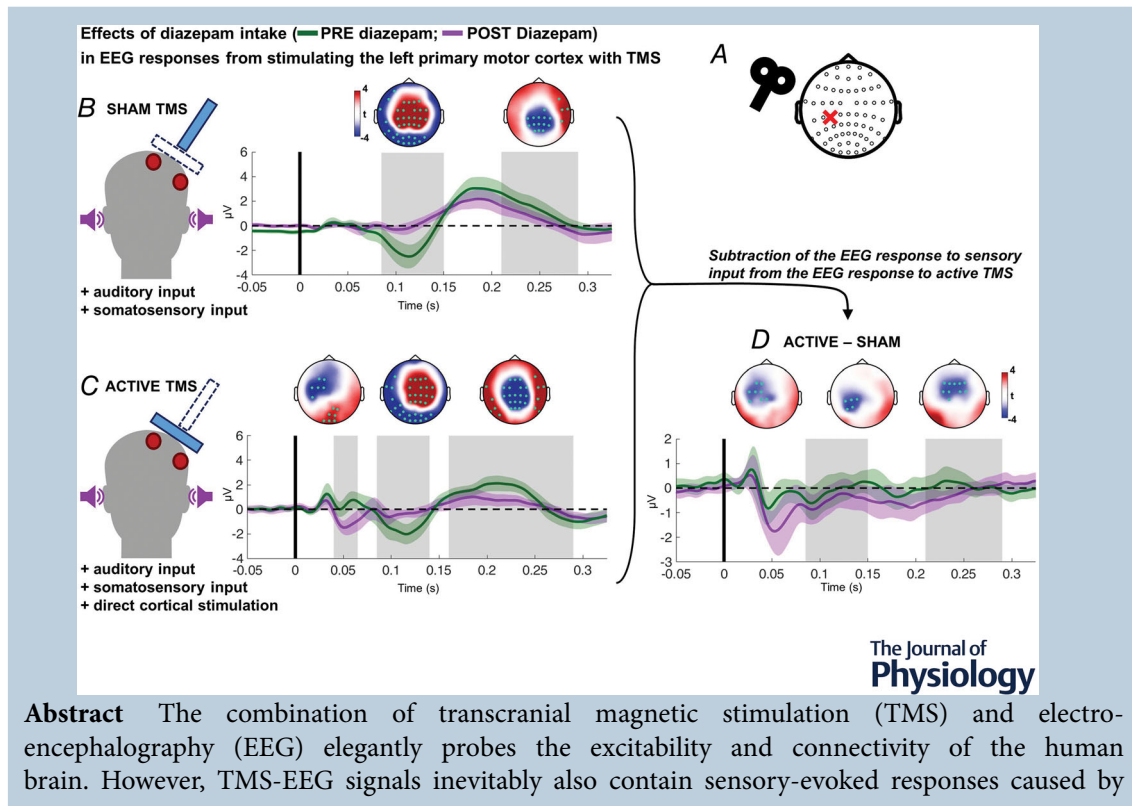 Effects of diazepam intake (━PRE diazepam; ━ POST Diazepam)
in EEG responses from stimulating the left primary motor cortex with TMS
A
B SHAM TMS
4
t
-4
6
4
2
0
-2
-4
µV
-0.05 0 0.05 0.1 0.15 0.2 0.25 0.3
Time (s)
+ auditory input
+ somatosensory input
Subtraction of the EEG response to sensory
input from the EEG response to active TMS
C ACTIVE TMS
6
4
2
0
-2
-4
µV
-0.05 0 0.05 0.1 0.15 0.2 0.25 0.3
Time (s)
+ auditory input
+ somatosensory input
+ direct cortical stimulation
D ACTIVE – SHAM
4
t
-4
2
1
0
-1
-2
-3
µV
-0.05 0 0.05 0.1 0.15 0.2 0.25 0.3
Time (s)
The Journal of
Physiology
Abstract The combination of transcranial magnetic stimulation (TMS) and electro-
encephalography (EEG) elegantly probes the excitability and connectivity of the human
brain. However, TMS-EEG signals inevitably also contain sensory-evoked responses caused by